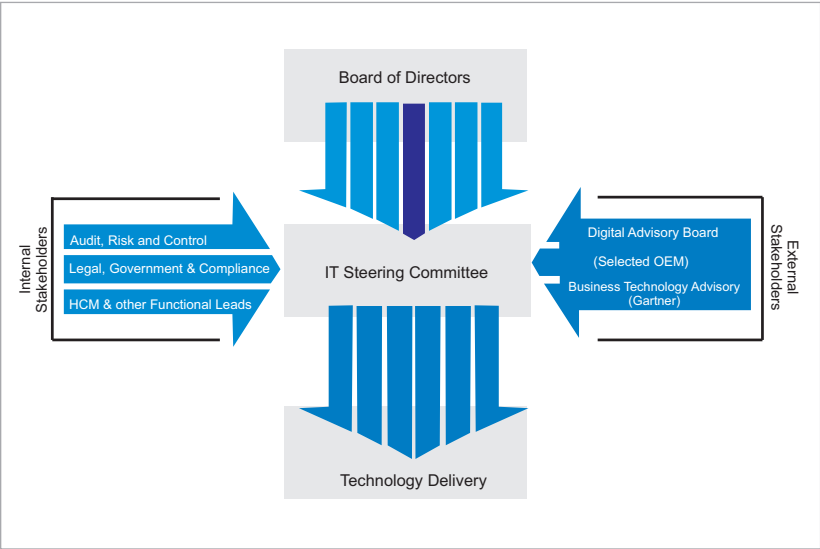 Board of Directors
Internal
Stakeholders
Audit, Risk and Control
Legal, Government & Compliance
HCM & other Functional Leads
IT Steering Committee
Digital Advisory Board
(Selected OEM)
Business Technology Advisory
(Gartner)
External
Stakeholders
Technology Delivery